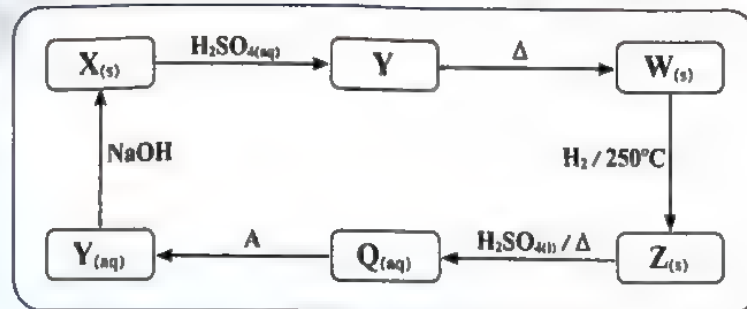 X(s)
H₂SO₄(aq)
Y
Δ
W(s)
NaOH
H₂ / 250°C
Y(aq)
A
Q(aq)
H₂SO₄(l) / Δ
Z(s)